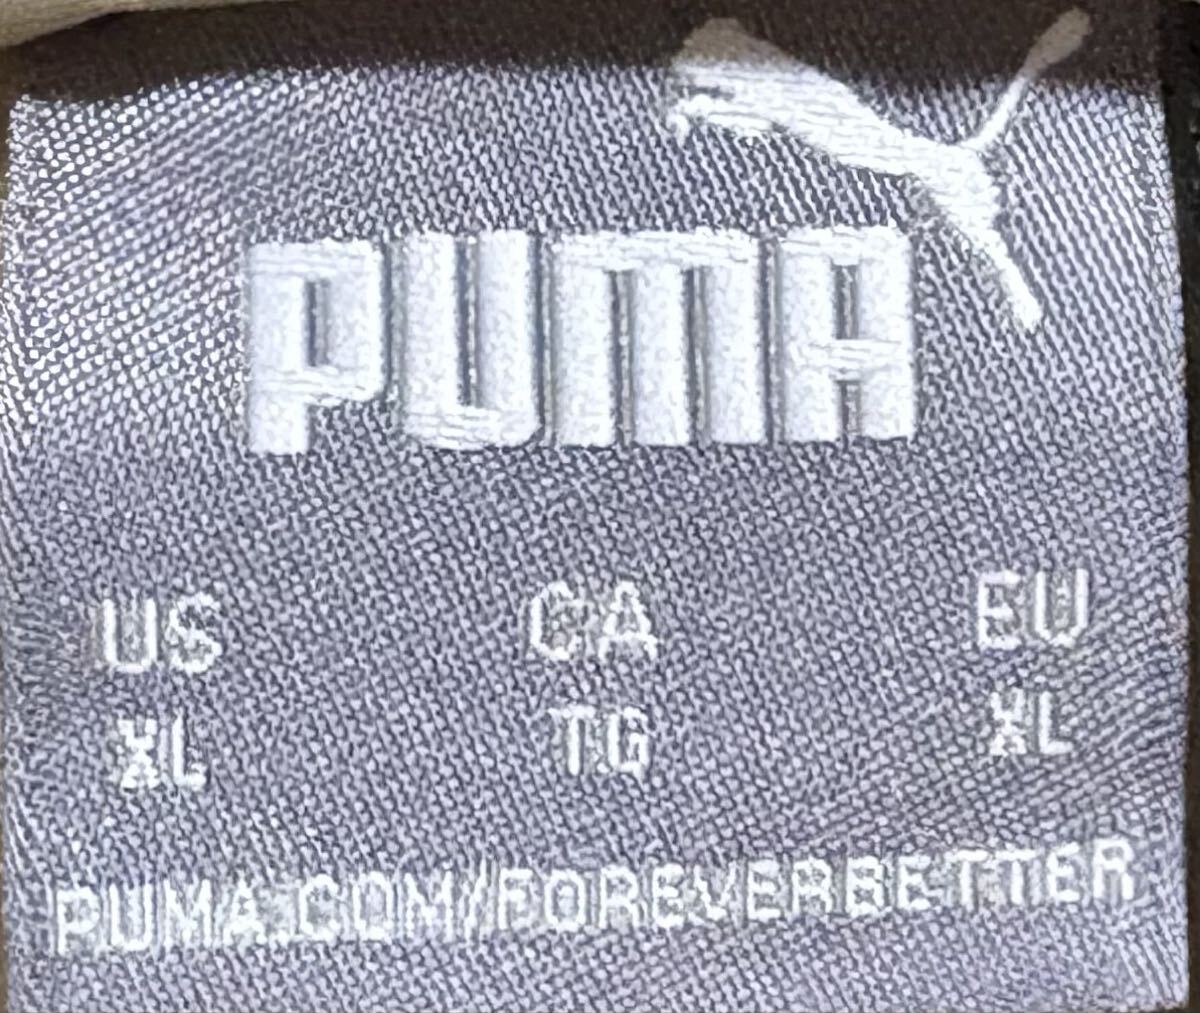 PUMA
US CA EU
XL TG XL
PUMA.COM/FOREVERBETTER